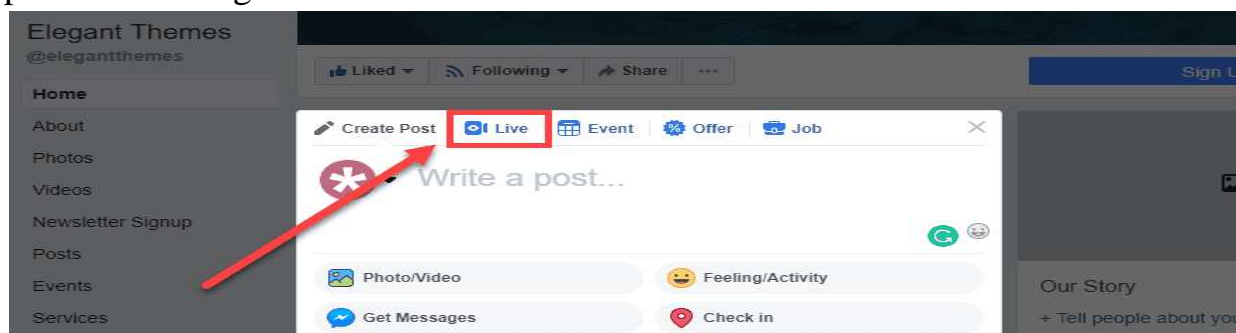 Elegant Themes
@elegantthemes
Home
About
Photos
Videos
Newsletter Signup
Posts
Events
Services
Liked Following Share ...
Sign U
Create Post Live Event Offer Job
Write a post...
Photo/Video Feeling/Activity
Get Messages Check in
Our Story
+ Tell people about you